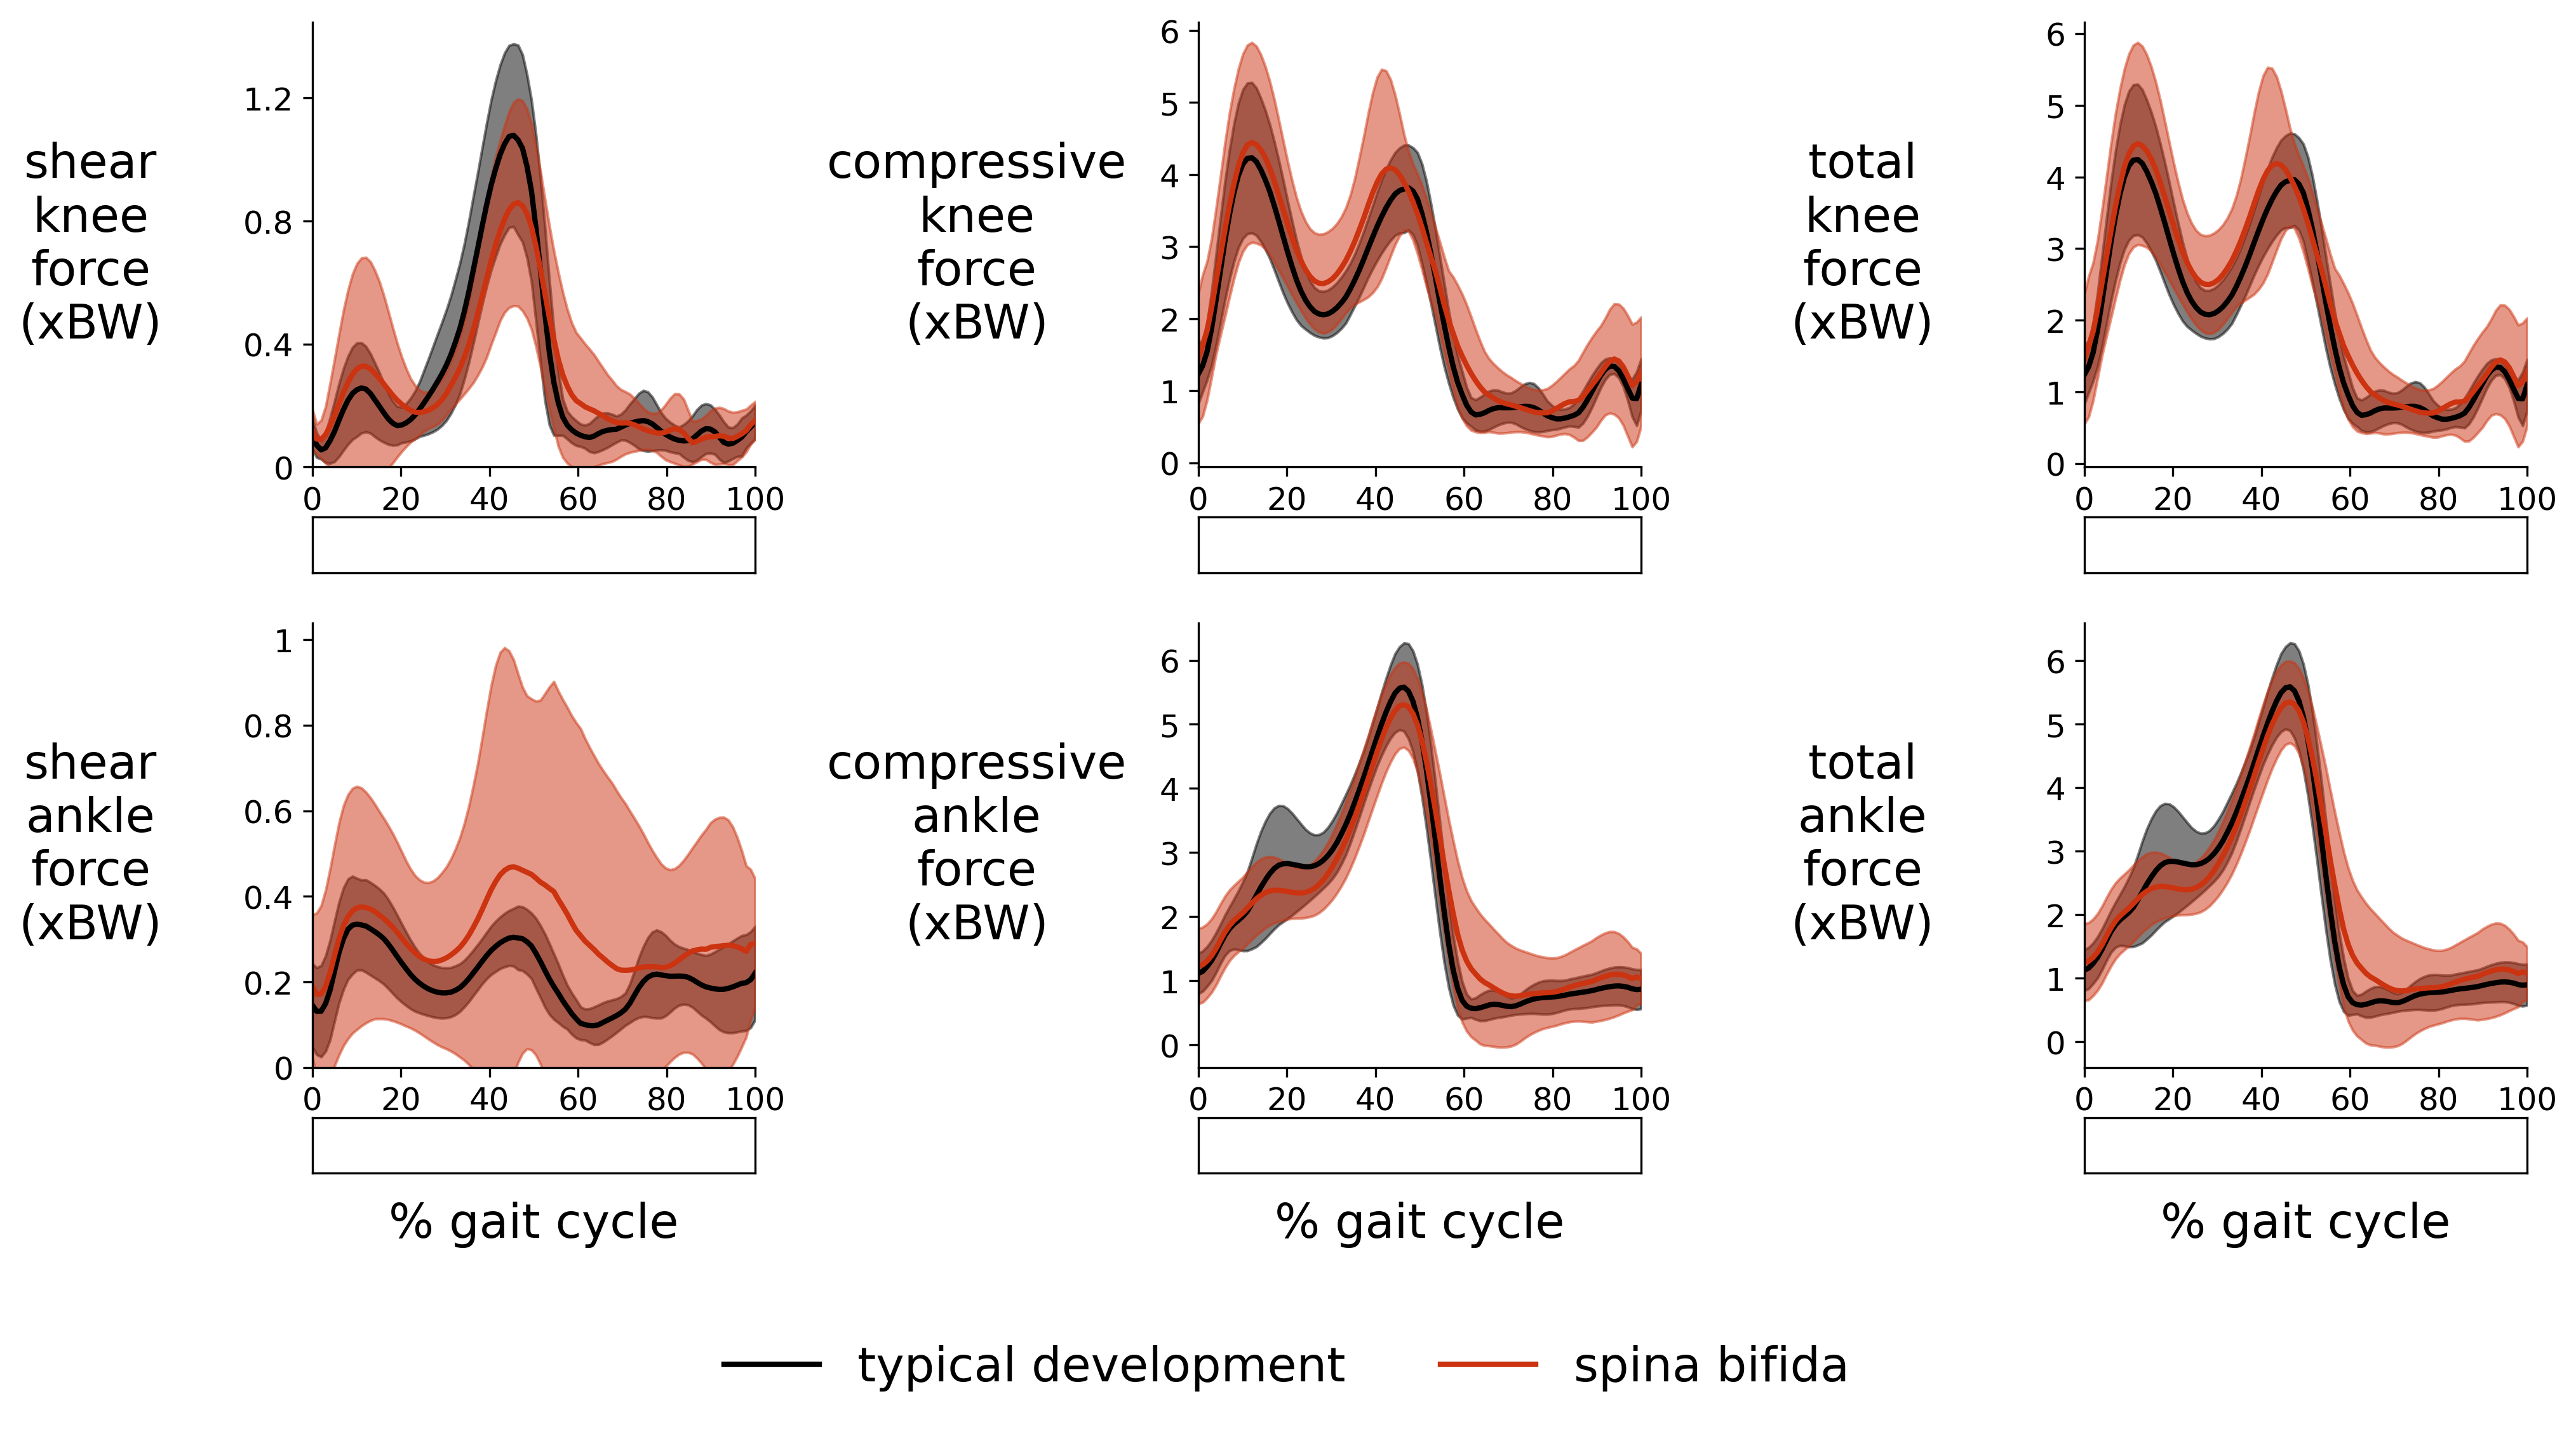 shear
knee
force
(xBW)
1.2
0.8
0.4
0
0 20 40 60 80 100
compressive
knee
force
(xBW)
6
5
4
3
2
1
0
0 20 40 60 80 100
total
knee
force
(xBW)
6
5
4
3
2
1
0
0 20 40 60 80 100
shear
ankle
force
(xBW)
1
0.8
0.6
0.4
0.2
0
0 20 40 60 80 100
% gait cycle
compressive
ankle
force
(xBW)
6
5
4
3
2
1
0
0 20 40 60 80 100
% gait cycle
total
ankle
force
(xBW)
6
5
4
3
2
1
0
0 20 40 60 80 100
% gait cycle
typical development
spina bifida